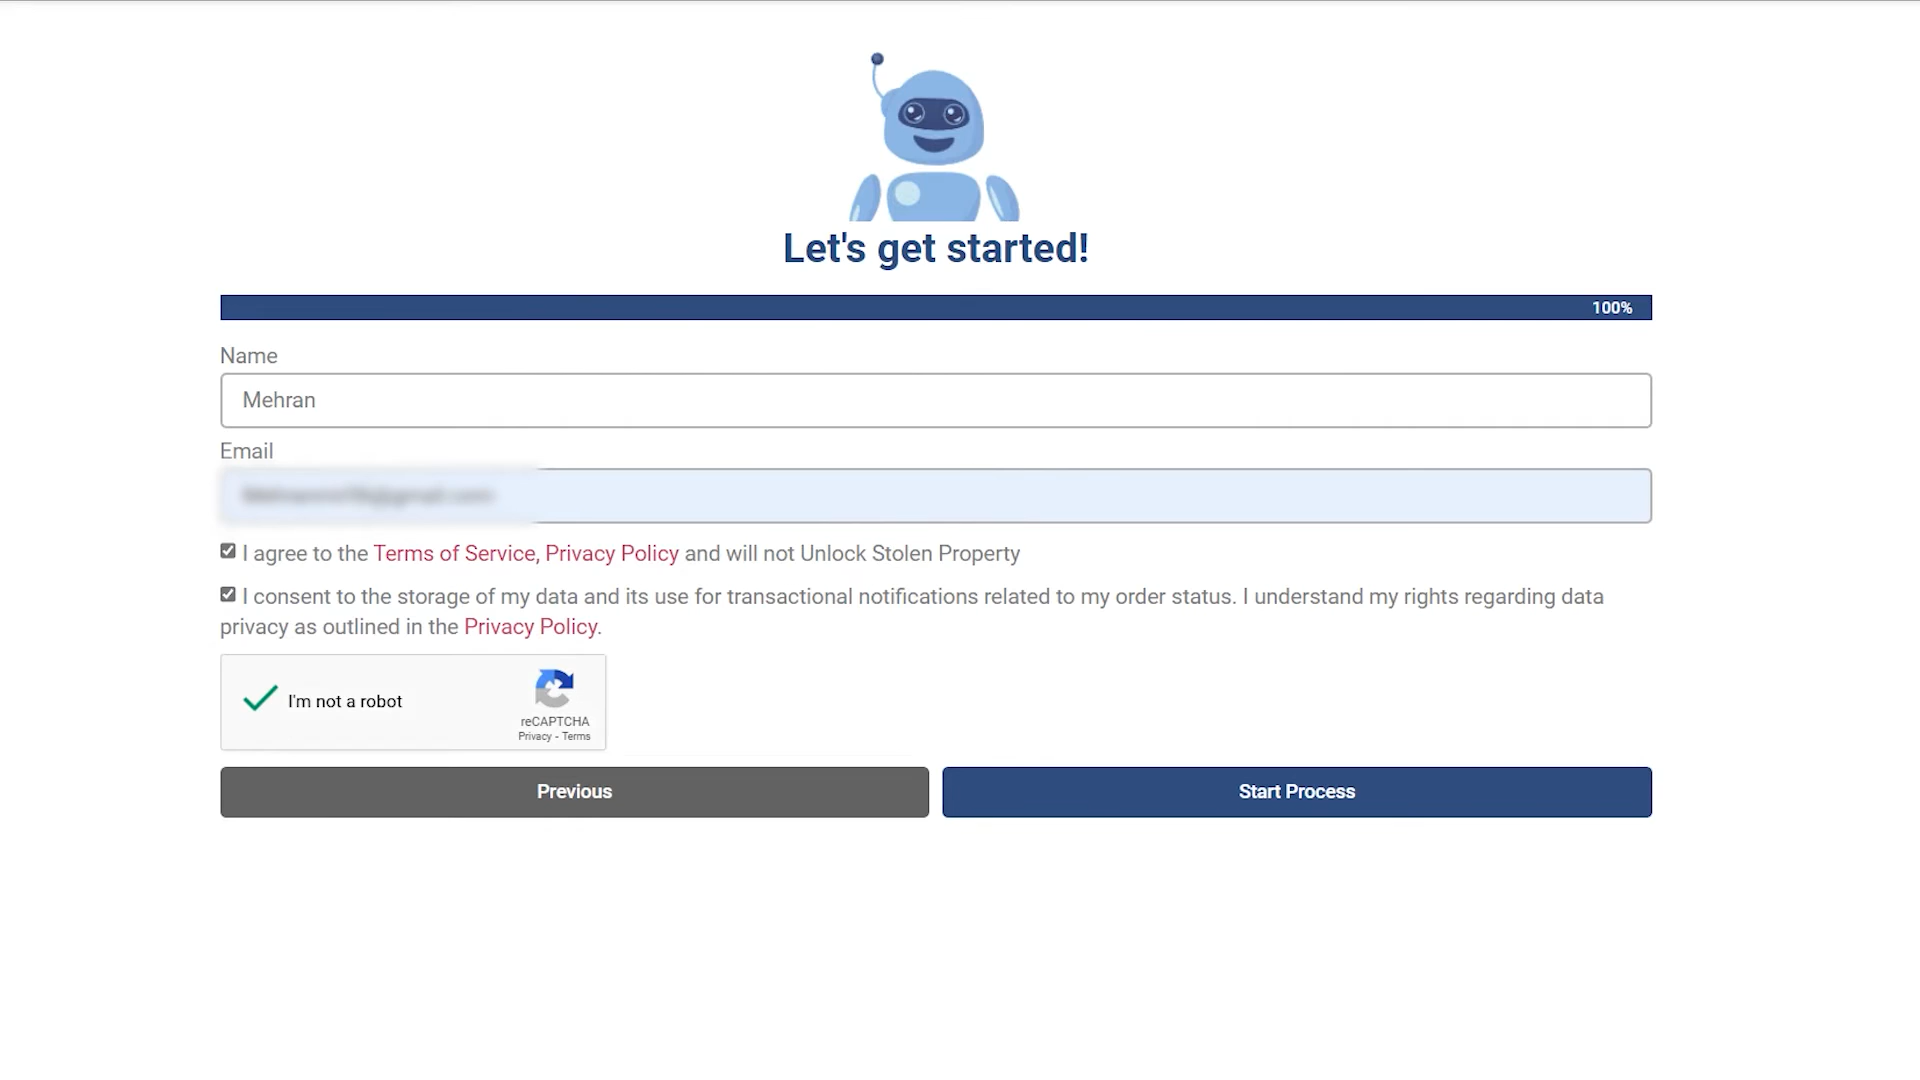 Let's get started!
100%
Name
Mehran
Email
I agree to the Terms of Service, Privacy Policy and will not Unlock Stolen Property
I consent to the storage of my data and its use for transactional notifications related to my order status. I understand my rights regarding data
privacy as outlined in the Privacy Policy.
I'm not a robot
reCAPTCHA
Privacy - Terms
Previous
Start Process